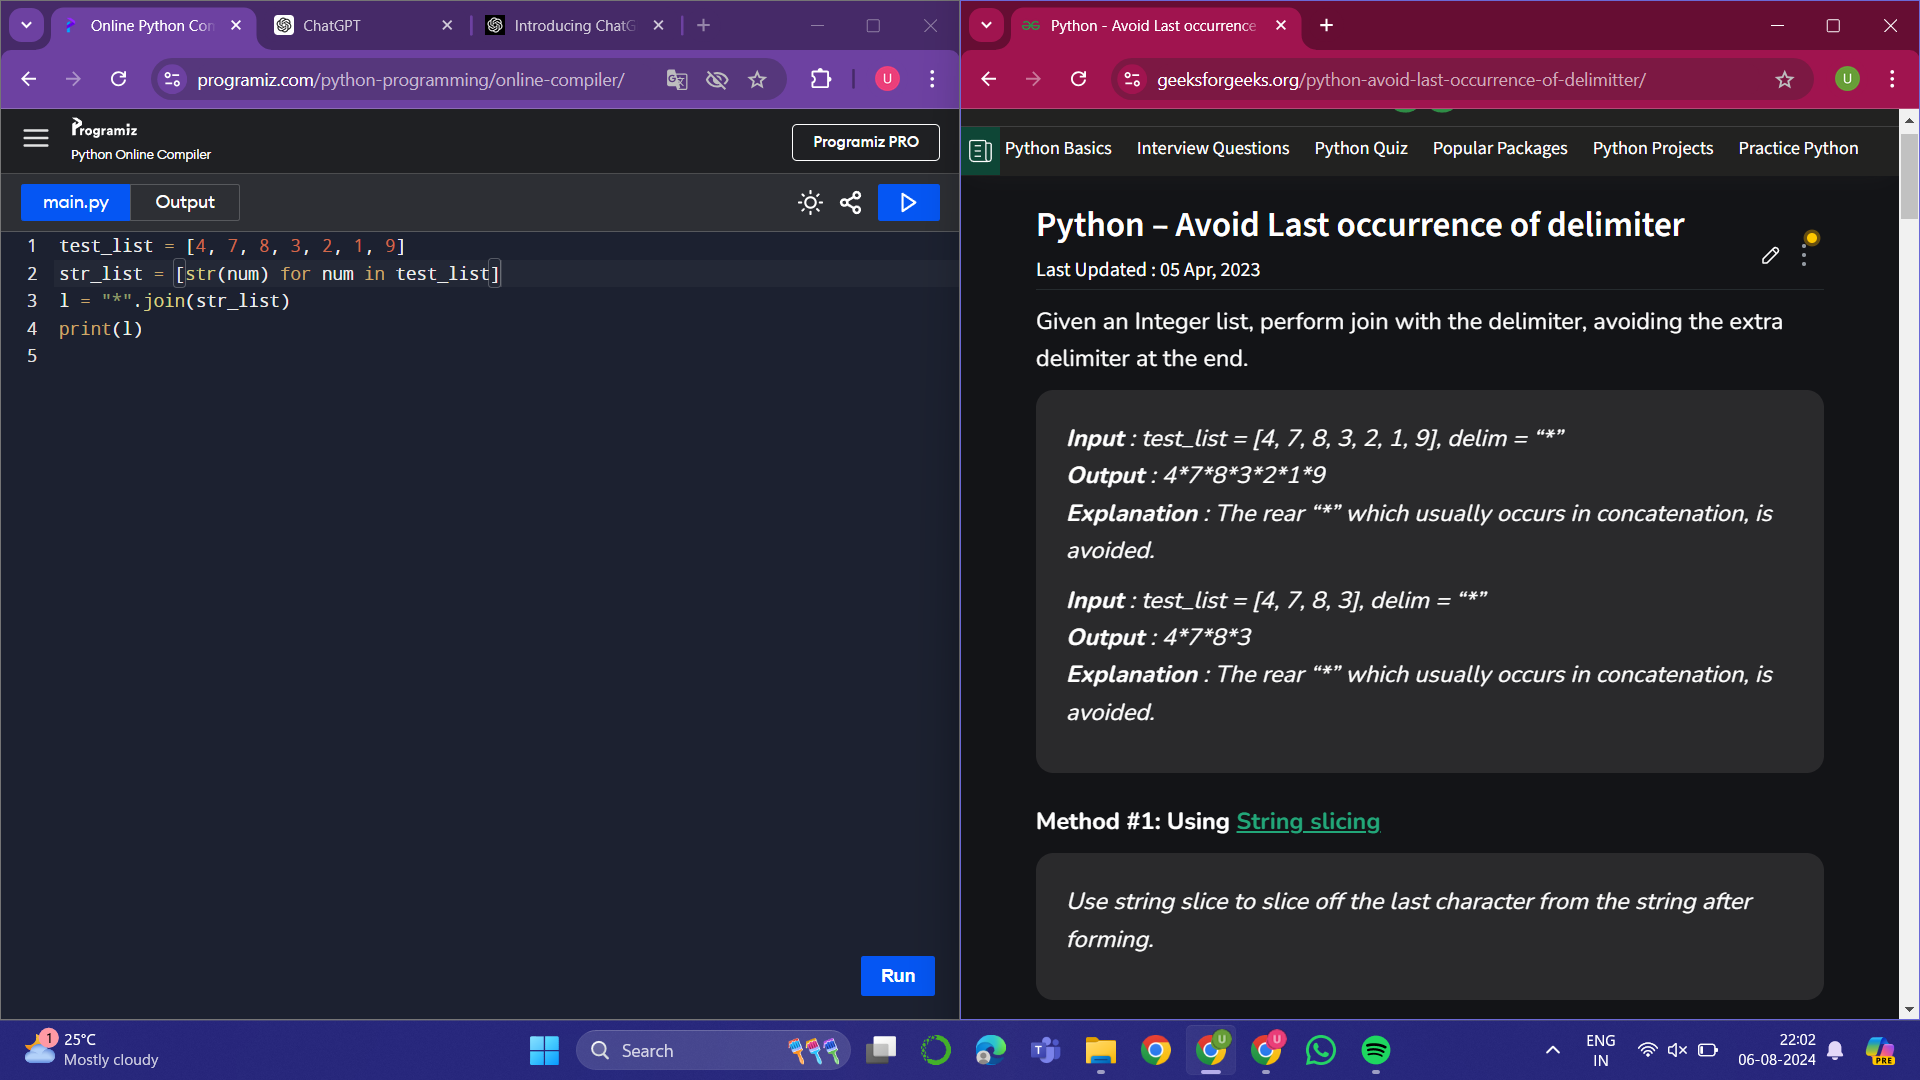 Online Python Con
ChatGPT
Introducing ChatG
programiz.com/python-programming/online-compiler/
U
Programiz
Python Online Compiler
Programiz PRO
main.py
Output
1 test_list = [4, 7, 8, 3, 2, 1, 9]
2 str_list = [str(num) for num in test_list]
3 l = "*".join(str_list)
4 print(l)
5
Run
Python - Avoid Last occurrence
geeksforgeeks.org/python-avoid-last-occurrence-of-delimitter/
U
Python Basics Interview Questions Python Quiz Popular Packages Python Projects Practice Python
Python – Avoid Last occurrence of delimiter
Last Updated : 05 Apr, 2023
Given an Integer list, perform join with the delimiter, avoiding the extra
delimiter at the end.
Input : test_list = [4, 7, 8, 3, 2, 1, 9], delim = “*”
Output : 4*7*8*3*2*1*9
Explanation : The rear “*” which usually occurs in concatenation, is
avoided.
Input : test_list = [4, 7, 8, 3], delim = “*”
Output : 4*7*8*3
Explanation : The rear “*” which usually occurs in concatenation, is
avoided.
Method #1: Using String slicing
Use string slice to slice off the last character from the string after
forming.
1
25°C
Mostly cloudy
Search
U
U
ENG
IN
22:02
06-08-2024
PRE